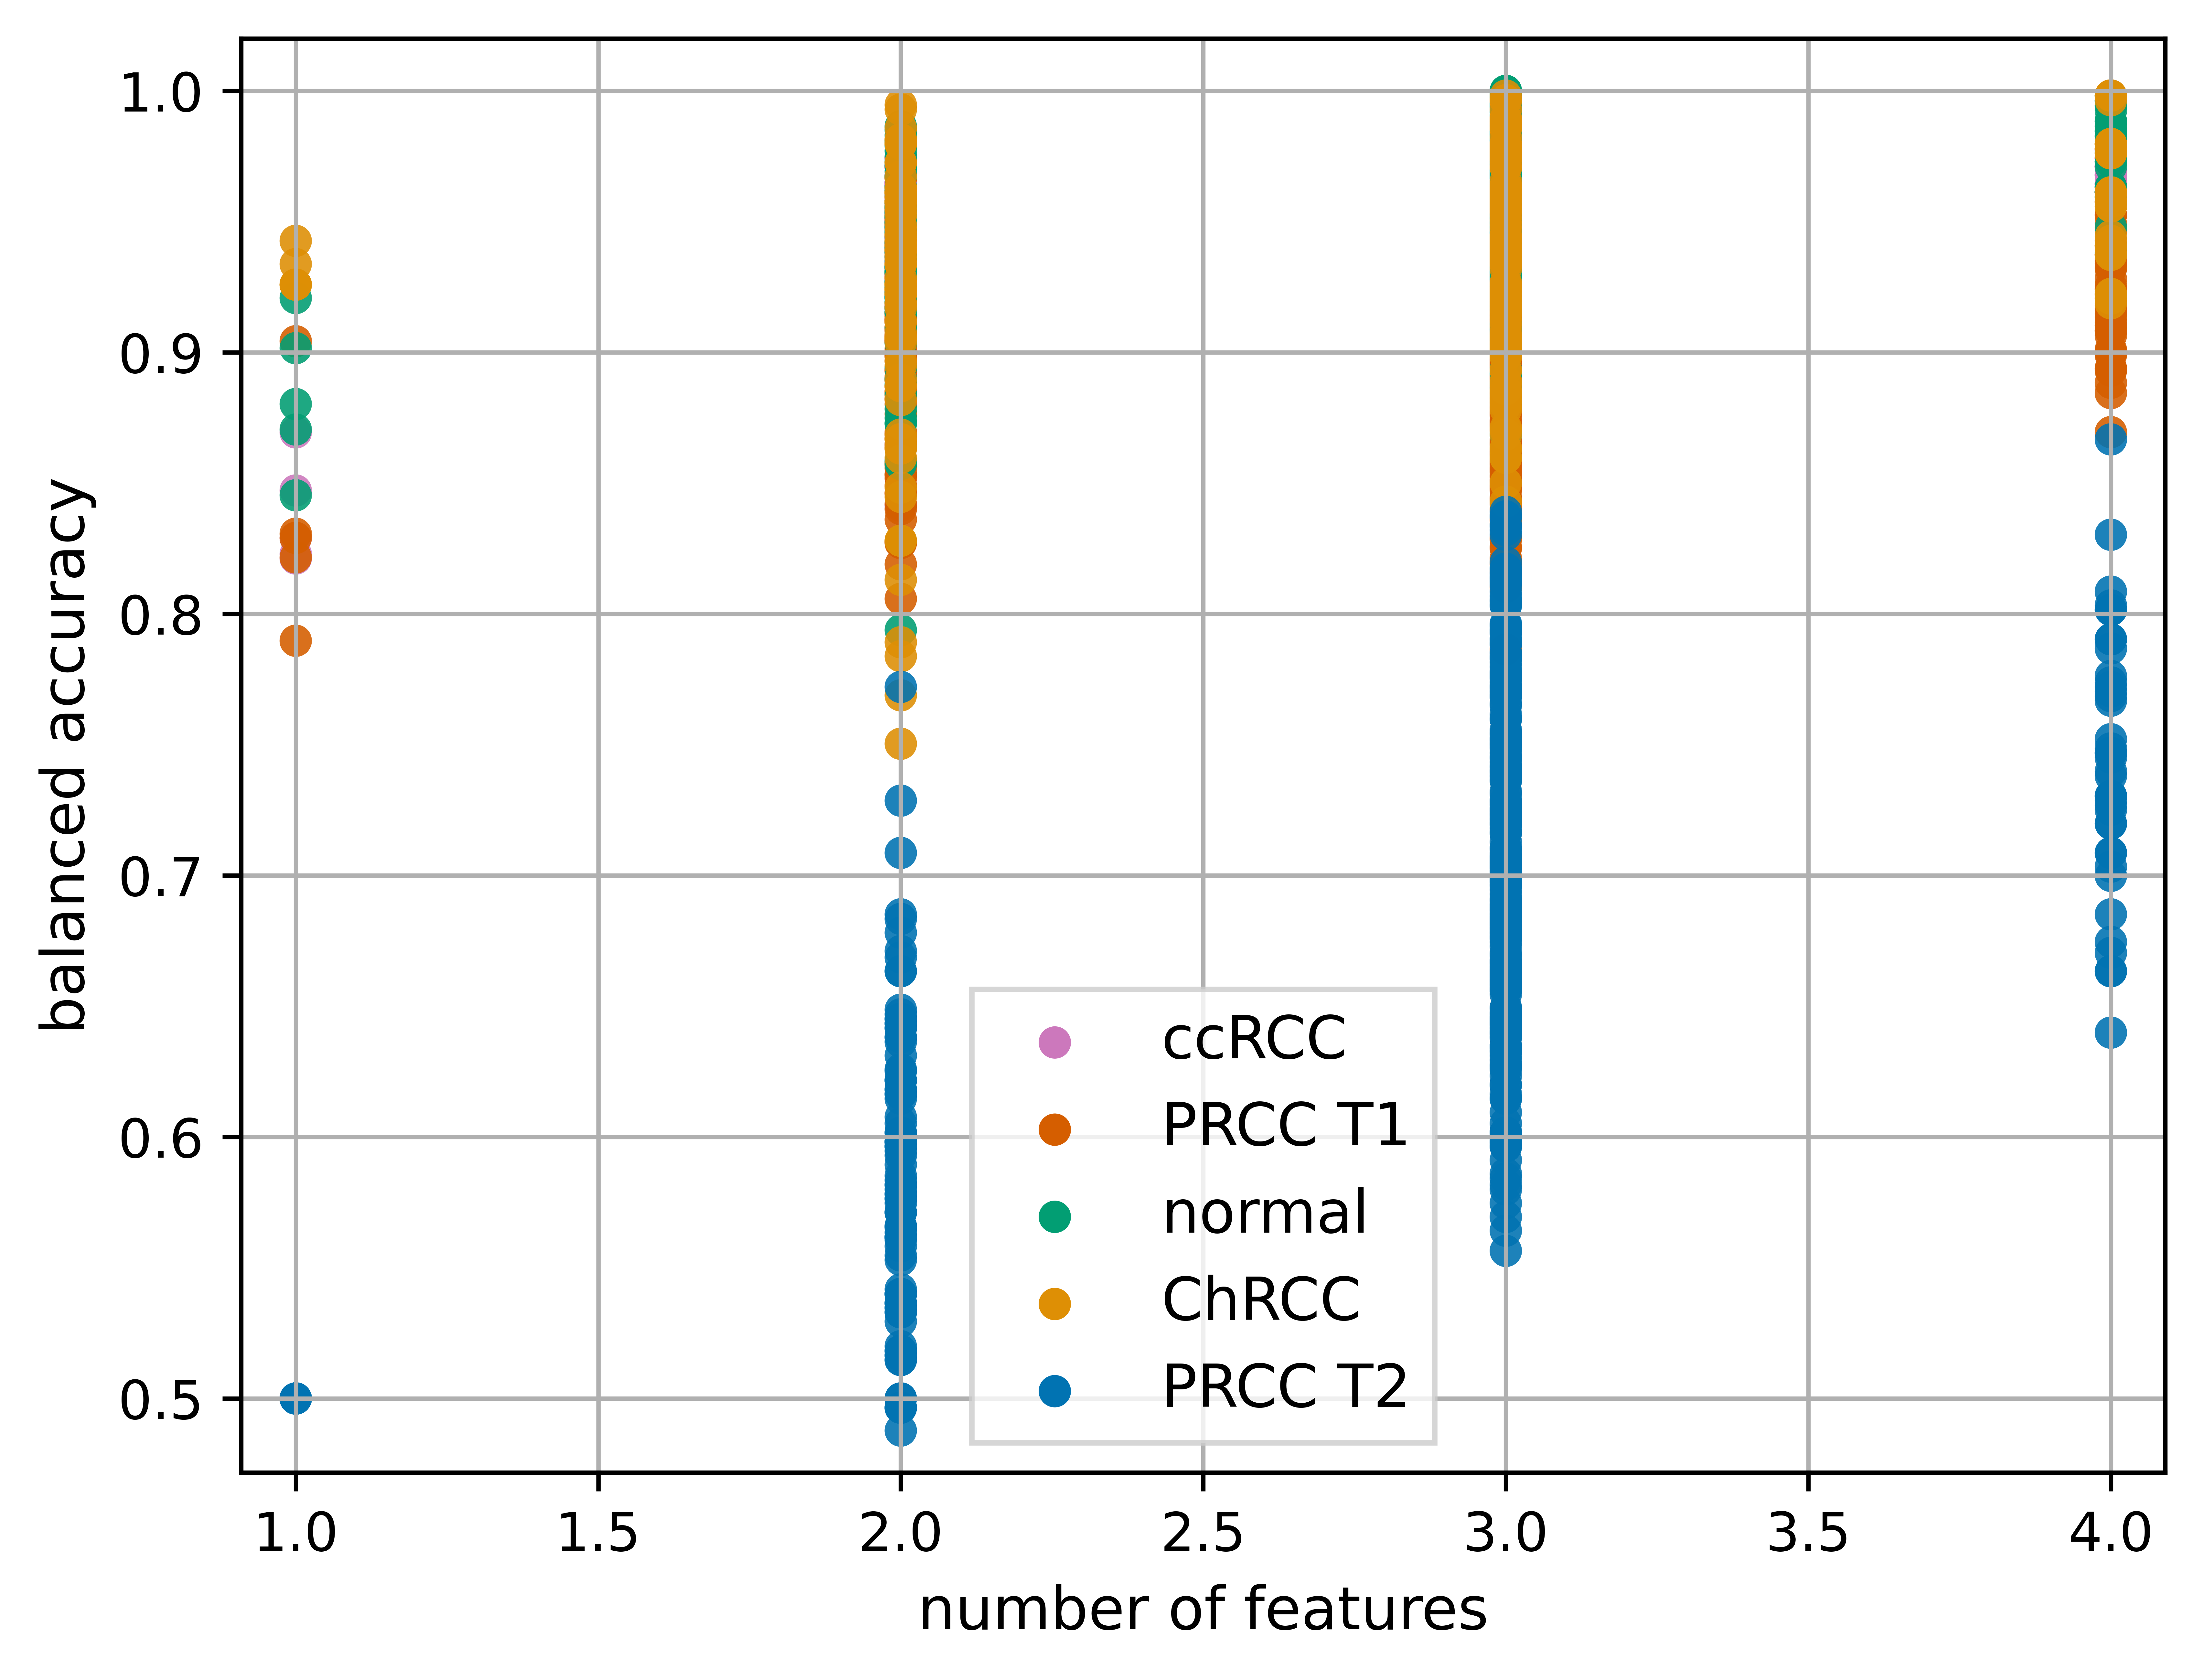 1.0
0.9
0.8
0.7
0.6
0.5
balanced accuracy
ccRCC
PRCC T1
normal
ChRCC
PRCC T2
1.0 1.5 2.0 2.5 3.0 3.5 4.0
number of features